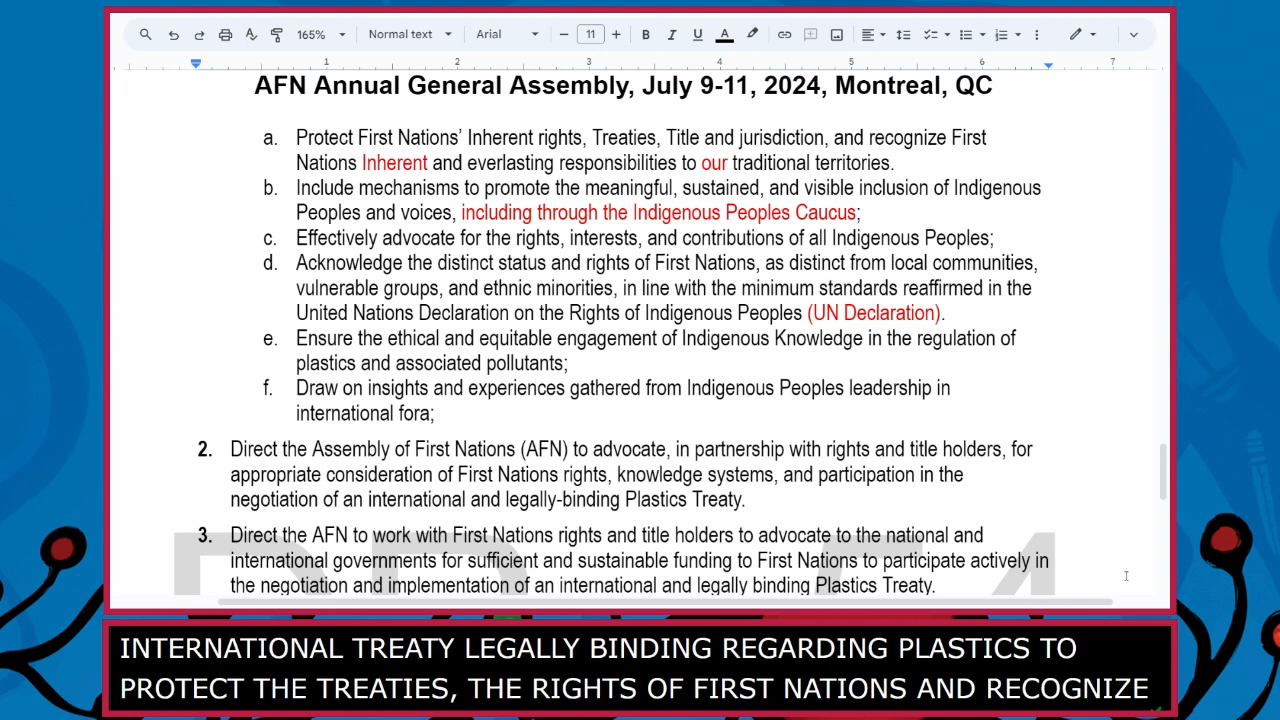 165% Normal text Arial 11 B I U A
1 2 3 4 5 6 7
AFN Annual General Assembly, July 9-11, 2024, Montreal, QC
a. Protect First Nations’ Inherent rights, Treaties, Title and jurisdiction, and recognize First
Nations Inherent and everlasting responsibilities to our traditional territories.
b. Include mechanisms to promote the meaningful, sustained, and visible inclusion of Indigenous
Peoples and voices, including through the Indigenous Peoples Caucus;
c. Effectively advocate for the rights, interests, and contributions of all Indigenous Peoples;
d. Acknowledge the distinct status and rights of First Nations, as distinct from local communities,
vulnerable groups, and ethnic minorities, in line with the minimum standards reaffirmed in the
United Nations Declaration on the Rights of Indigenous Peoples (UN Declaration).
e. Ensure the ethical and equitable engagement of Indigenous Knowledge in the regulation of
plastics and associated pollutants;
f. Draw on insights and experiences gathered from Indigenous Peoples leadership in
international fora;
2. Direct the Assembly of First Nations (AFN) to advocate, in partnership with rights and title holders, for
appropriate consideration of First Nations rights, knowledge systems, and participation in the
negotiation of an international and legally-binding Plastics Treaty.
3. Direct the AFN to work with First Nations rights and title holders to advocate to the national and
international governments for sufficient and sustainable funding to First Nations to participate actively in
the negotiation and implementation of an international and legally binding Plastics Treaty.
INTERNATIONAL TREATY LEGALLY BINDING REGARDING PLASTICS TO
PROTECT THE TREATIES, THE RIGHTS OF FIRST NATIONS AND RECOGNIZE